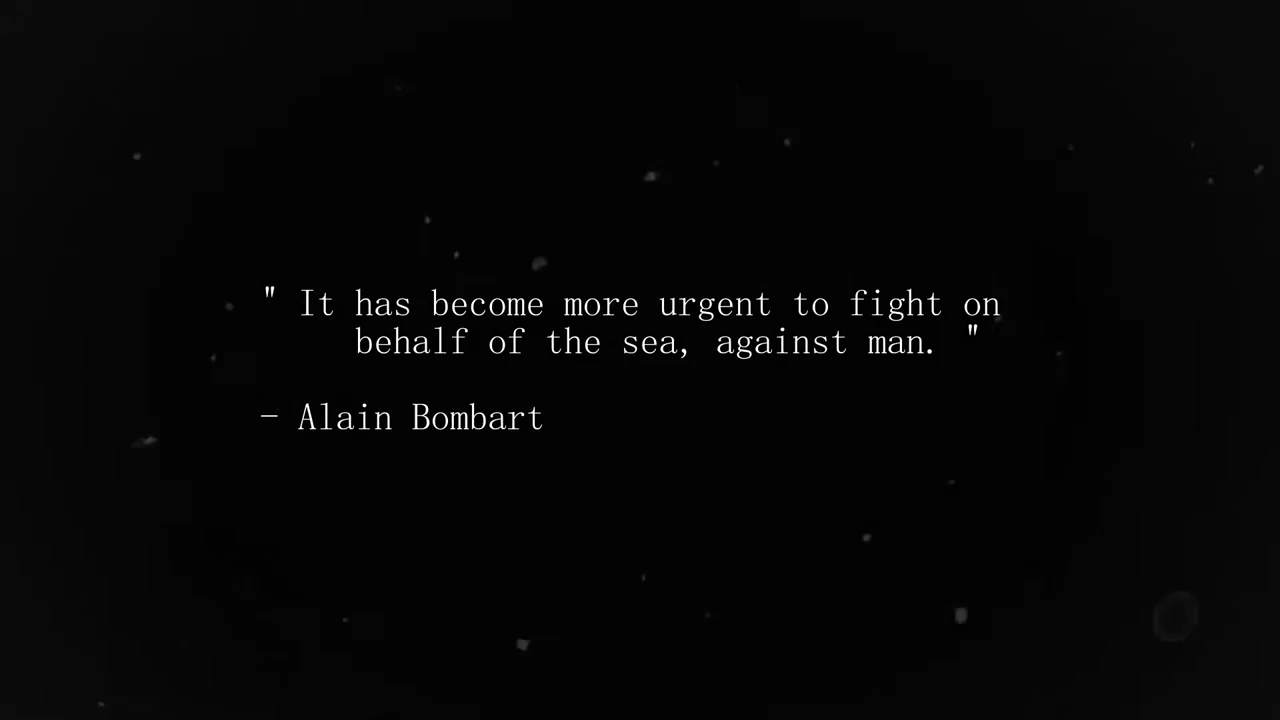 " It has become more urgent to fight on
behalf of the sea, against man. "
- Alain Bombart